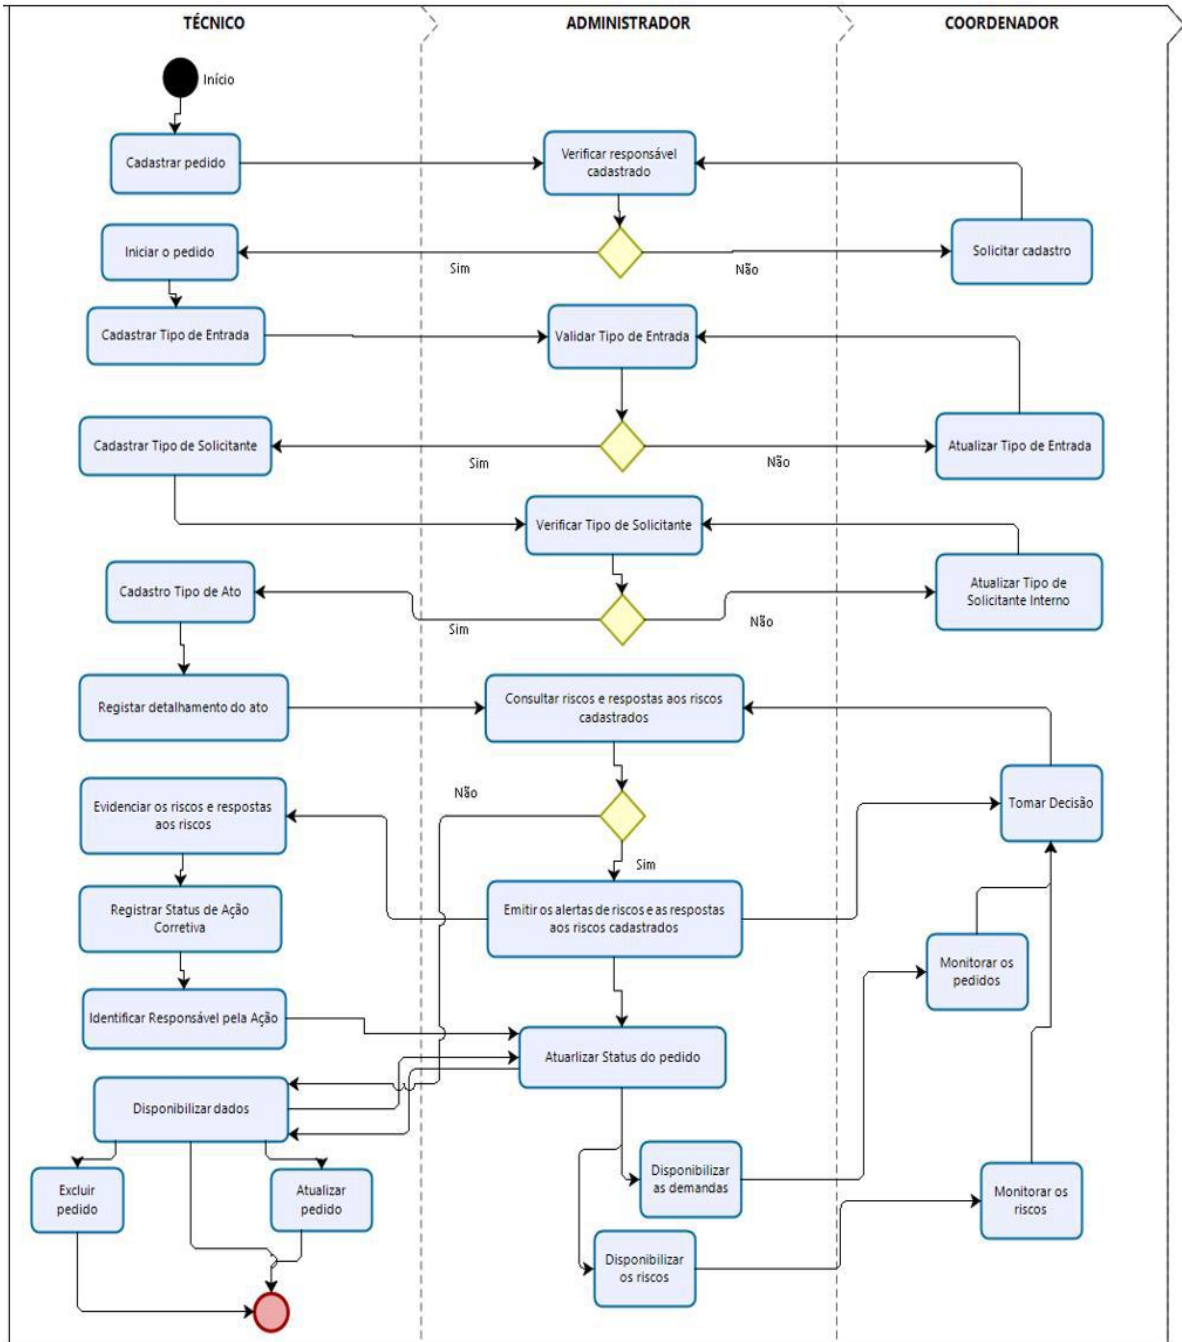 TÉCNICO
ADMINISTRADOR
COORDENADOR
Início
Cadastrar pedido
Verificar responsável
cadastrado
Iniciar o pedido
Sim
Não
Solicitar cadastro
Cadastrar Tipo de Entrada
Validar Tipo de Entrada
Cadastrar Tipo de Solicitante
Sim
Não
Atualizar Tipo de Entrada
Verificar Tipo de Solicitante
Cadastro Tipo de Ato
Sim
Não
Atualizar Tipo de
Solicitante Interno
Registar detalhamento do ato
Consultar riscos e respostas aos riscos
cadastrados
Evidenciar os riscos e respostas
aos riscos
Não
Sim
Tomar Decisão
Registrar Status de Ação
Corretiva
Emitir os alertas de riscos e as respostas
aos riscos cadastrados
Monitorar os
pedidos
Identificar Responsável pela Ação
Atuarlizar Status do pedido
Disponibilizar dados
Excluir
pedido
Atualizar
pedido
Disponibilizar
as demandas
Monitorar os
riscos
Disponibilizar
os riscos